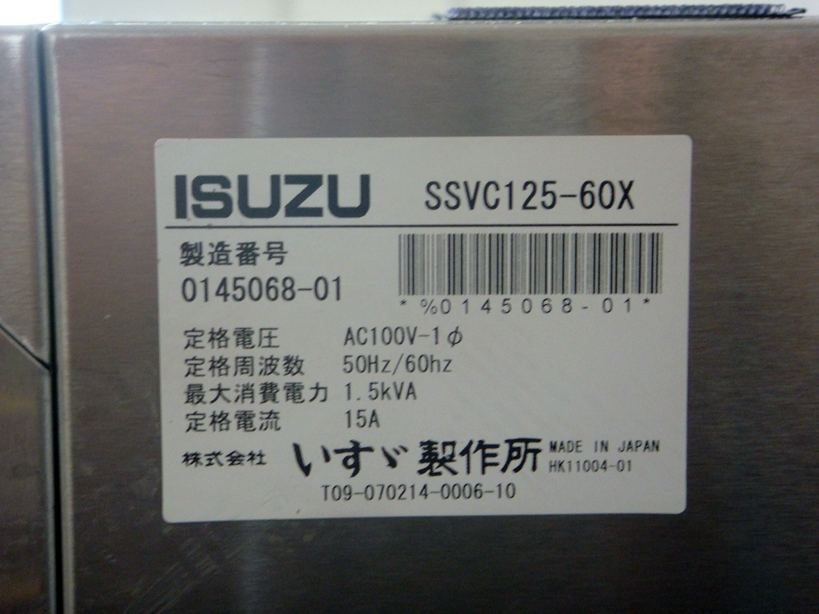 ISUZU SSVC125-60X
製造番号
0145068-01
*%0145068-01*
定格電圧 AC100V-1φ
定格周波数 50Hz/60hz
最大消費電力 1.5kVA
定格電流 15A
株式会社 いすゞ製作所 MADE IN JAPAN
HK11004-01
T09-070214-0006-10